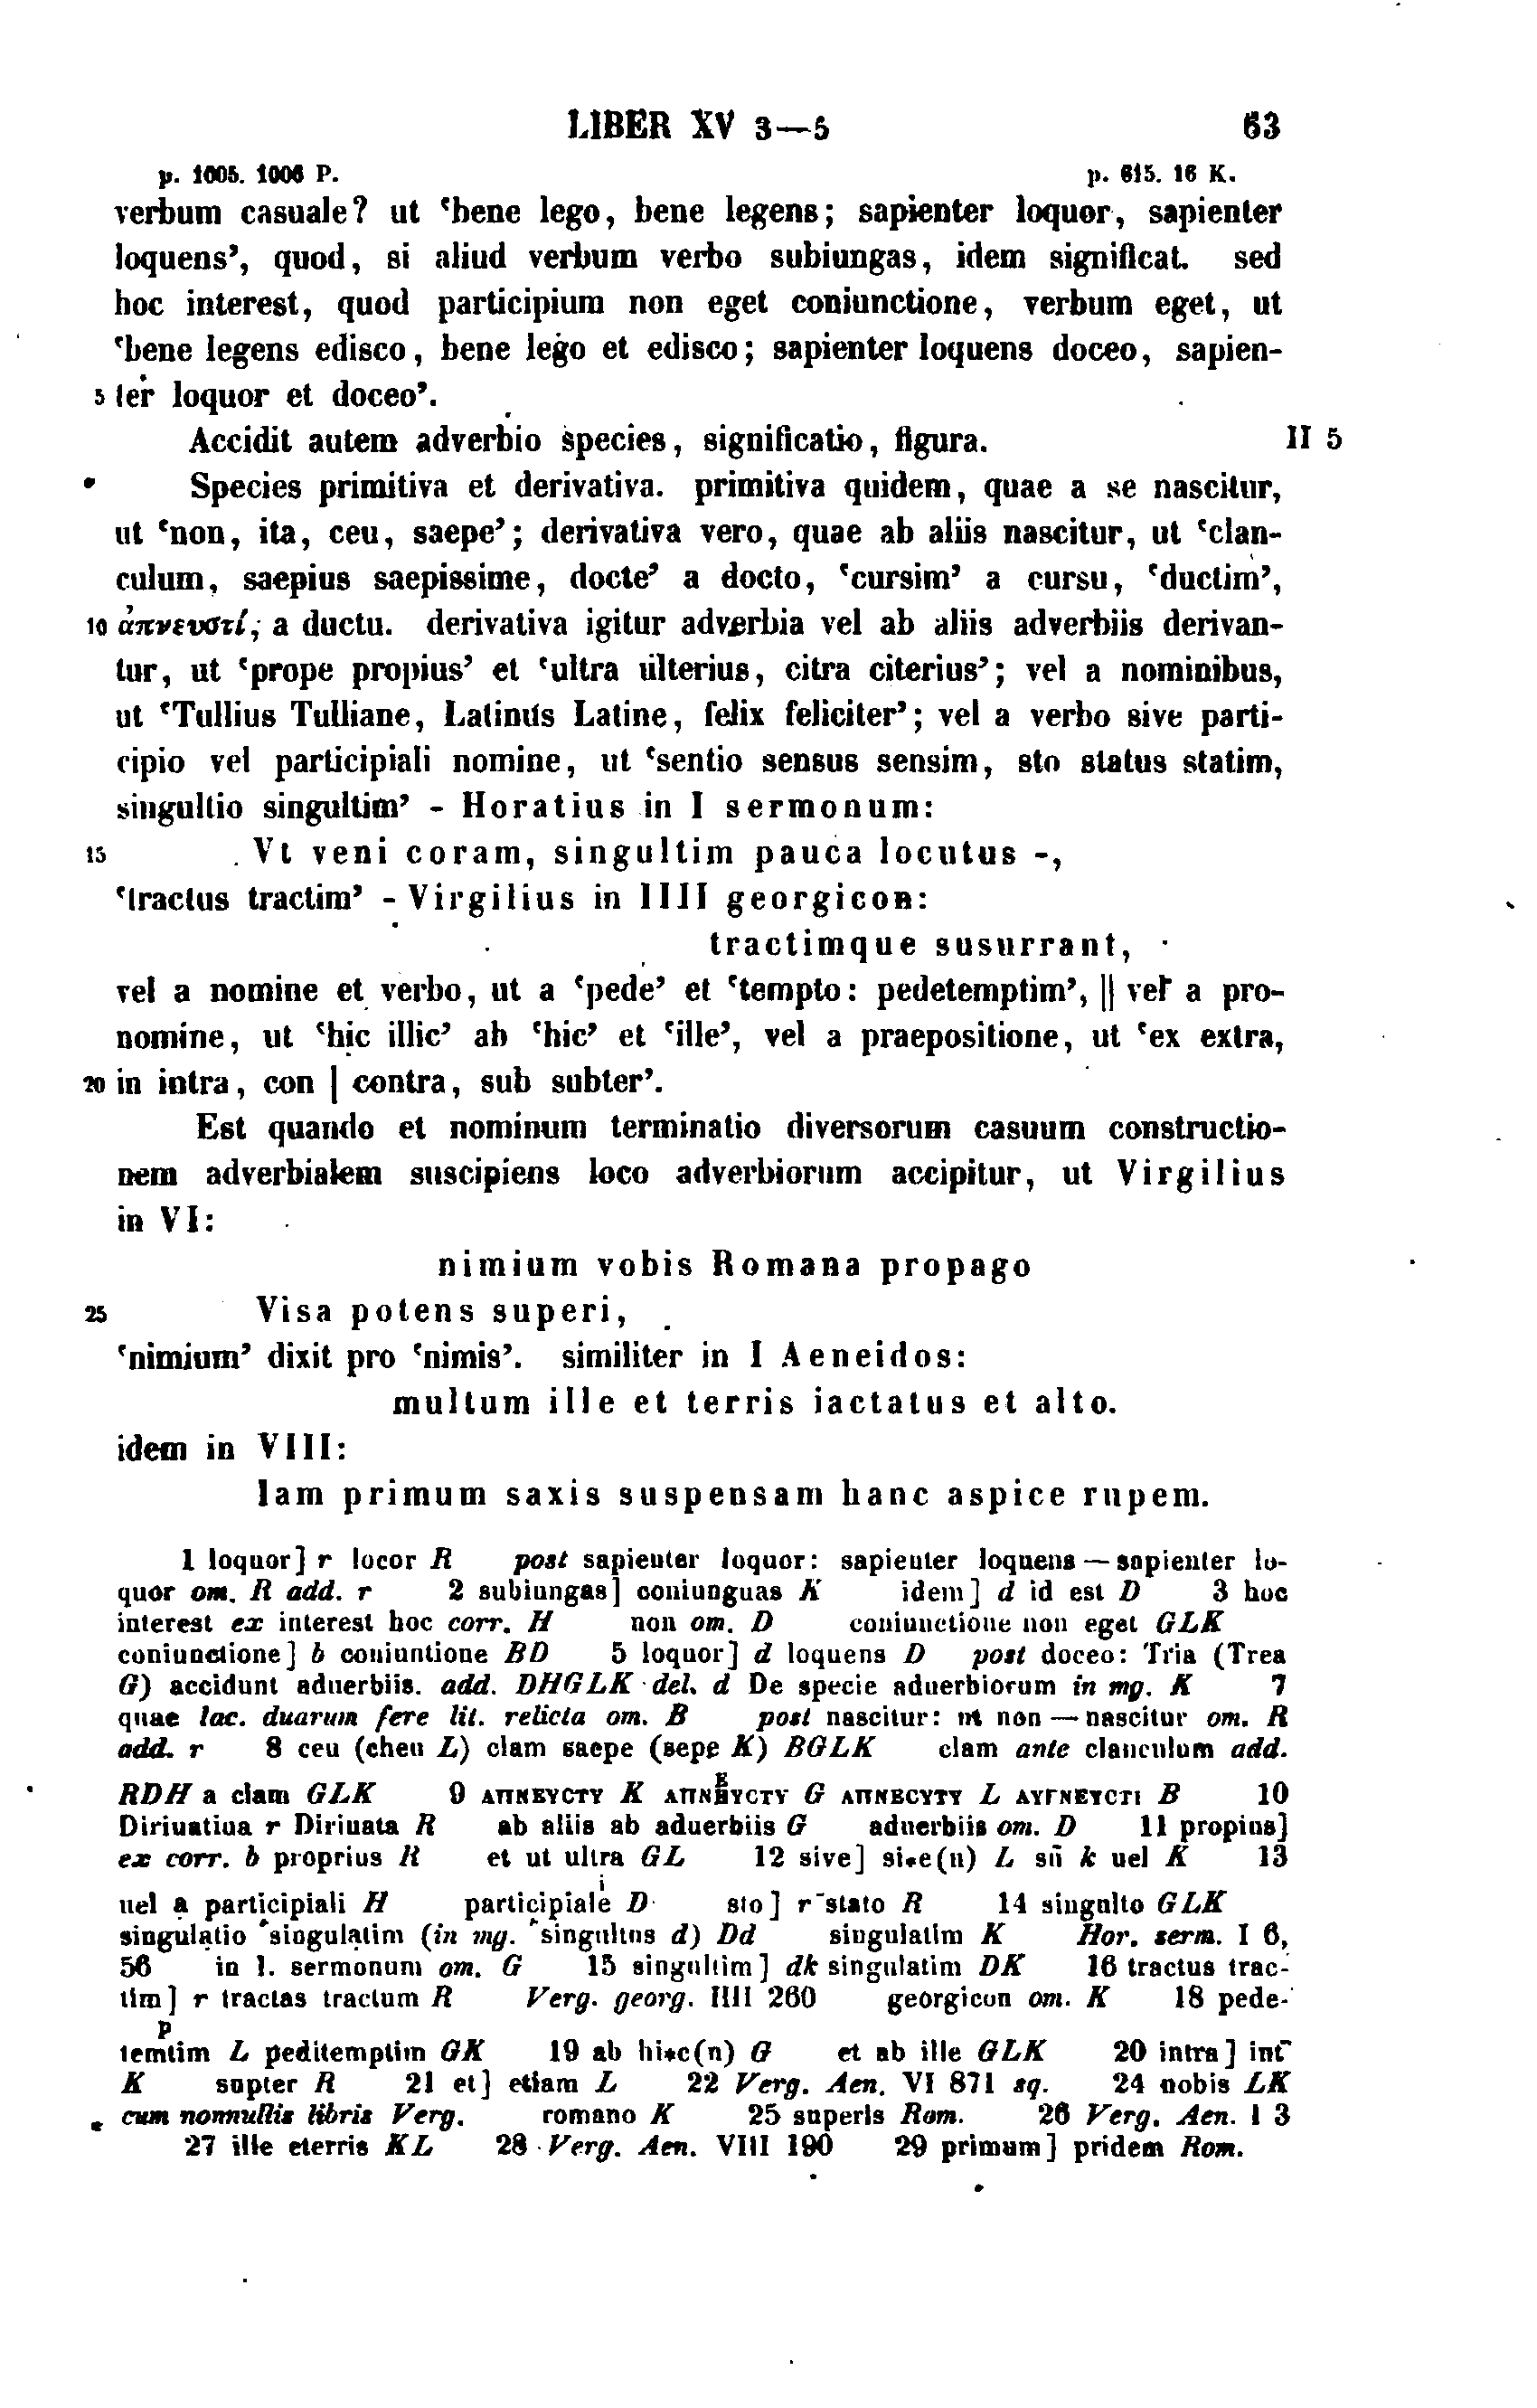 LIBER XV 3—5 63
p. 1005. 1006 P. p. 615. 16 K.
verbum casuale? ut ‘bene lego, bene legens; sapienter loquor, sapienter
loquens’, quod, si aliud verbum verbo subiungas, idem significat. sed
hoc interest, quod participium non eget coniunctione, verbum eget, ut
‘bene legens edisco, bene lego et edisco; sapienter loquens doceo, sapien-
5 ter loquor et doceo’.
Accidit autem adverbio species, significatio, figura. II 5
Species primitiva et derivativa. primitiva quidem, quae a se nascitur,
ut ‘non, ita, ceu, saepe’; derivativa vero, quae ab aliis nascitur, ut ‘clan-
culum, saepius saepissime, docte’ a docto, ‘cursim’ a cursu, ‘ductim’,
10 ἀπνευστί, a ductu. derivativa igitur adverbia vel ab aliis adverbiis derivan-
tur, ut ‘prope propius’ et ‘ultra ulterius, citra citerius’; vel a nominibus,
ut ‘Tullius Tulliane, Latinus Latine, felix feliciter’; vel a verbo sive parti-
cipio vel participiali nomine, ut ‘sentio sensus sensim, sto status statim,
singultio singultim’ - Horatius in I sermonum:
15 Vt veni coram, singultim pauca locutus -,
‘tractus tractim’ - Virgilius in IIII georgicon:
tractimque susurrant,
vel a nomine et verbo, ut a ‘pede’ et ‘tempto: pedetemptim’, || vel a pro-
nomine, ut ‘hic illic’ ab ‘hic’ et ‘ille’, vel a praepositione, ut ‘ex extra,
20 in intra, con | contra, sub subter’.
Est quando et nominum terminatio diversorum casuum constructio-
nem adverbialem suscipiens loco adverbiorum accipitur, ut Virgilius
in VI:
nimium vobis Romana propago
25 Visa potens superi,
‘nimium’ dixit pro ‘nimis’. similiter in I Aeneidos:
multum ille et terris iactatus et alto.
idem in VIII:
Iam primum saxis suspensam hanc aspice rupem.
1 loquor] r locor R post sapienter loquor: sapienter loquens — sapienter lo-
quor om. R add. r 2 subiungas] coniunguas K idem] d id est D 3 hoc
interest ex interest hoc corr. H non om. D coniunctione non eget GLK
coniunctione] b coniuntione BD 5 loquor] d loquens D post doceo: Tria (Trea
G) accidunt aduerbiis. add. DHGLK del. d De specie aduerbiorum in mg. K 7
quae lac. duarum fere lit. relicta om. B post nascitur: ut non — nascitur om. R
add. r 8 ceu (cheu L) clam saepe (sepe K) BGLK clam ante clanculum add.
RDH a clam GLK 9 ΑΠΝΕΥCΤΥ K G ΑΠΝΕCΥΤΥ L ΑΥΓΝΕΥCΤΙ B 10
Diriuatiua r Diriuata R ab aliis ab aduerbiis G aduerbiis om. D 11 propius]
ex corr. b proprius R et ut ultra GL 12 sive] si*e(u) L sū k uel K 13
uel a participiali H participiale D sto] r stato R 14 singulto GLK
singulatio singulatim (in mg. singultus d) Dd singulatim K Hor. serm. I 6,
56 in I. sermonum om. G 15 singultim] dk singulatim DK 16 tractus trac-
tim] r tractas tractum R Verg. georg. IIII 260 georgicon om. K 18 pede-
p
temtim L peditemptim GK 19 ab hi*c(n) G et ab ille GLK 20 intra] inf̄
K supter R 21 et] etiam L 22 Verg. Aen. VI 871 sq. 24 nobis LK
cum nonnullis libris Verg. romano K 25 superis Rom. 26 Verg. Aen. I 3
27 ille eterris KL 28 Verg. Aen. VIII 190 29 primum] pridem Rom.